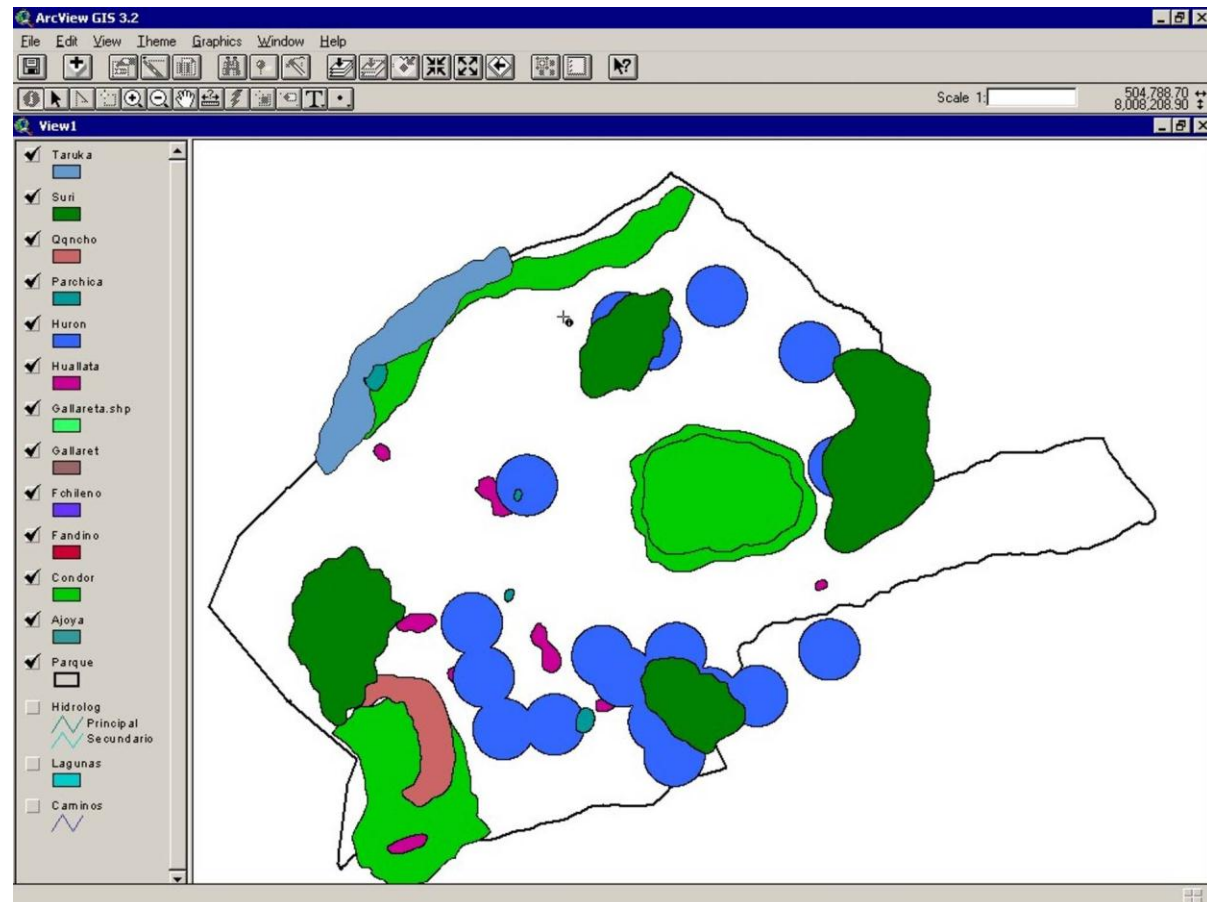 ArcView GIS 3.2
File Edit View Theme Graphics Window Help
Scale 1:
504,788.70
8,008,208.90
View1
Taruka
Suri
Qqncho
Parchica
Huron
Huallata
Gallareta.shp
Gallaret
Fchileno
Fandino
Condor
Ajoya
Parque
Hidrolog
Principal
Secundario
Lagunas
Caminos